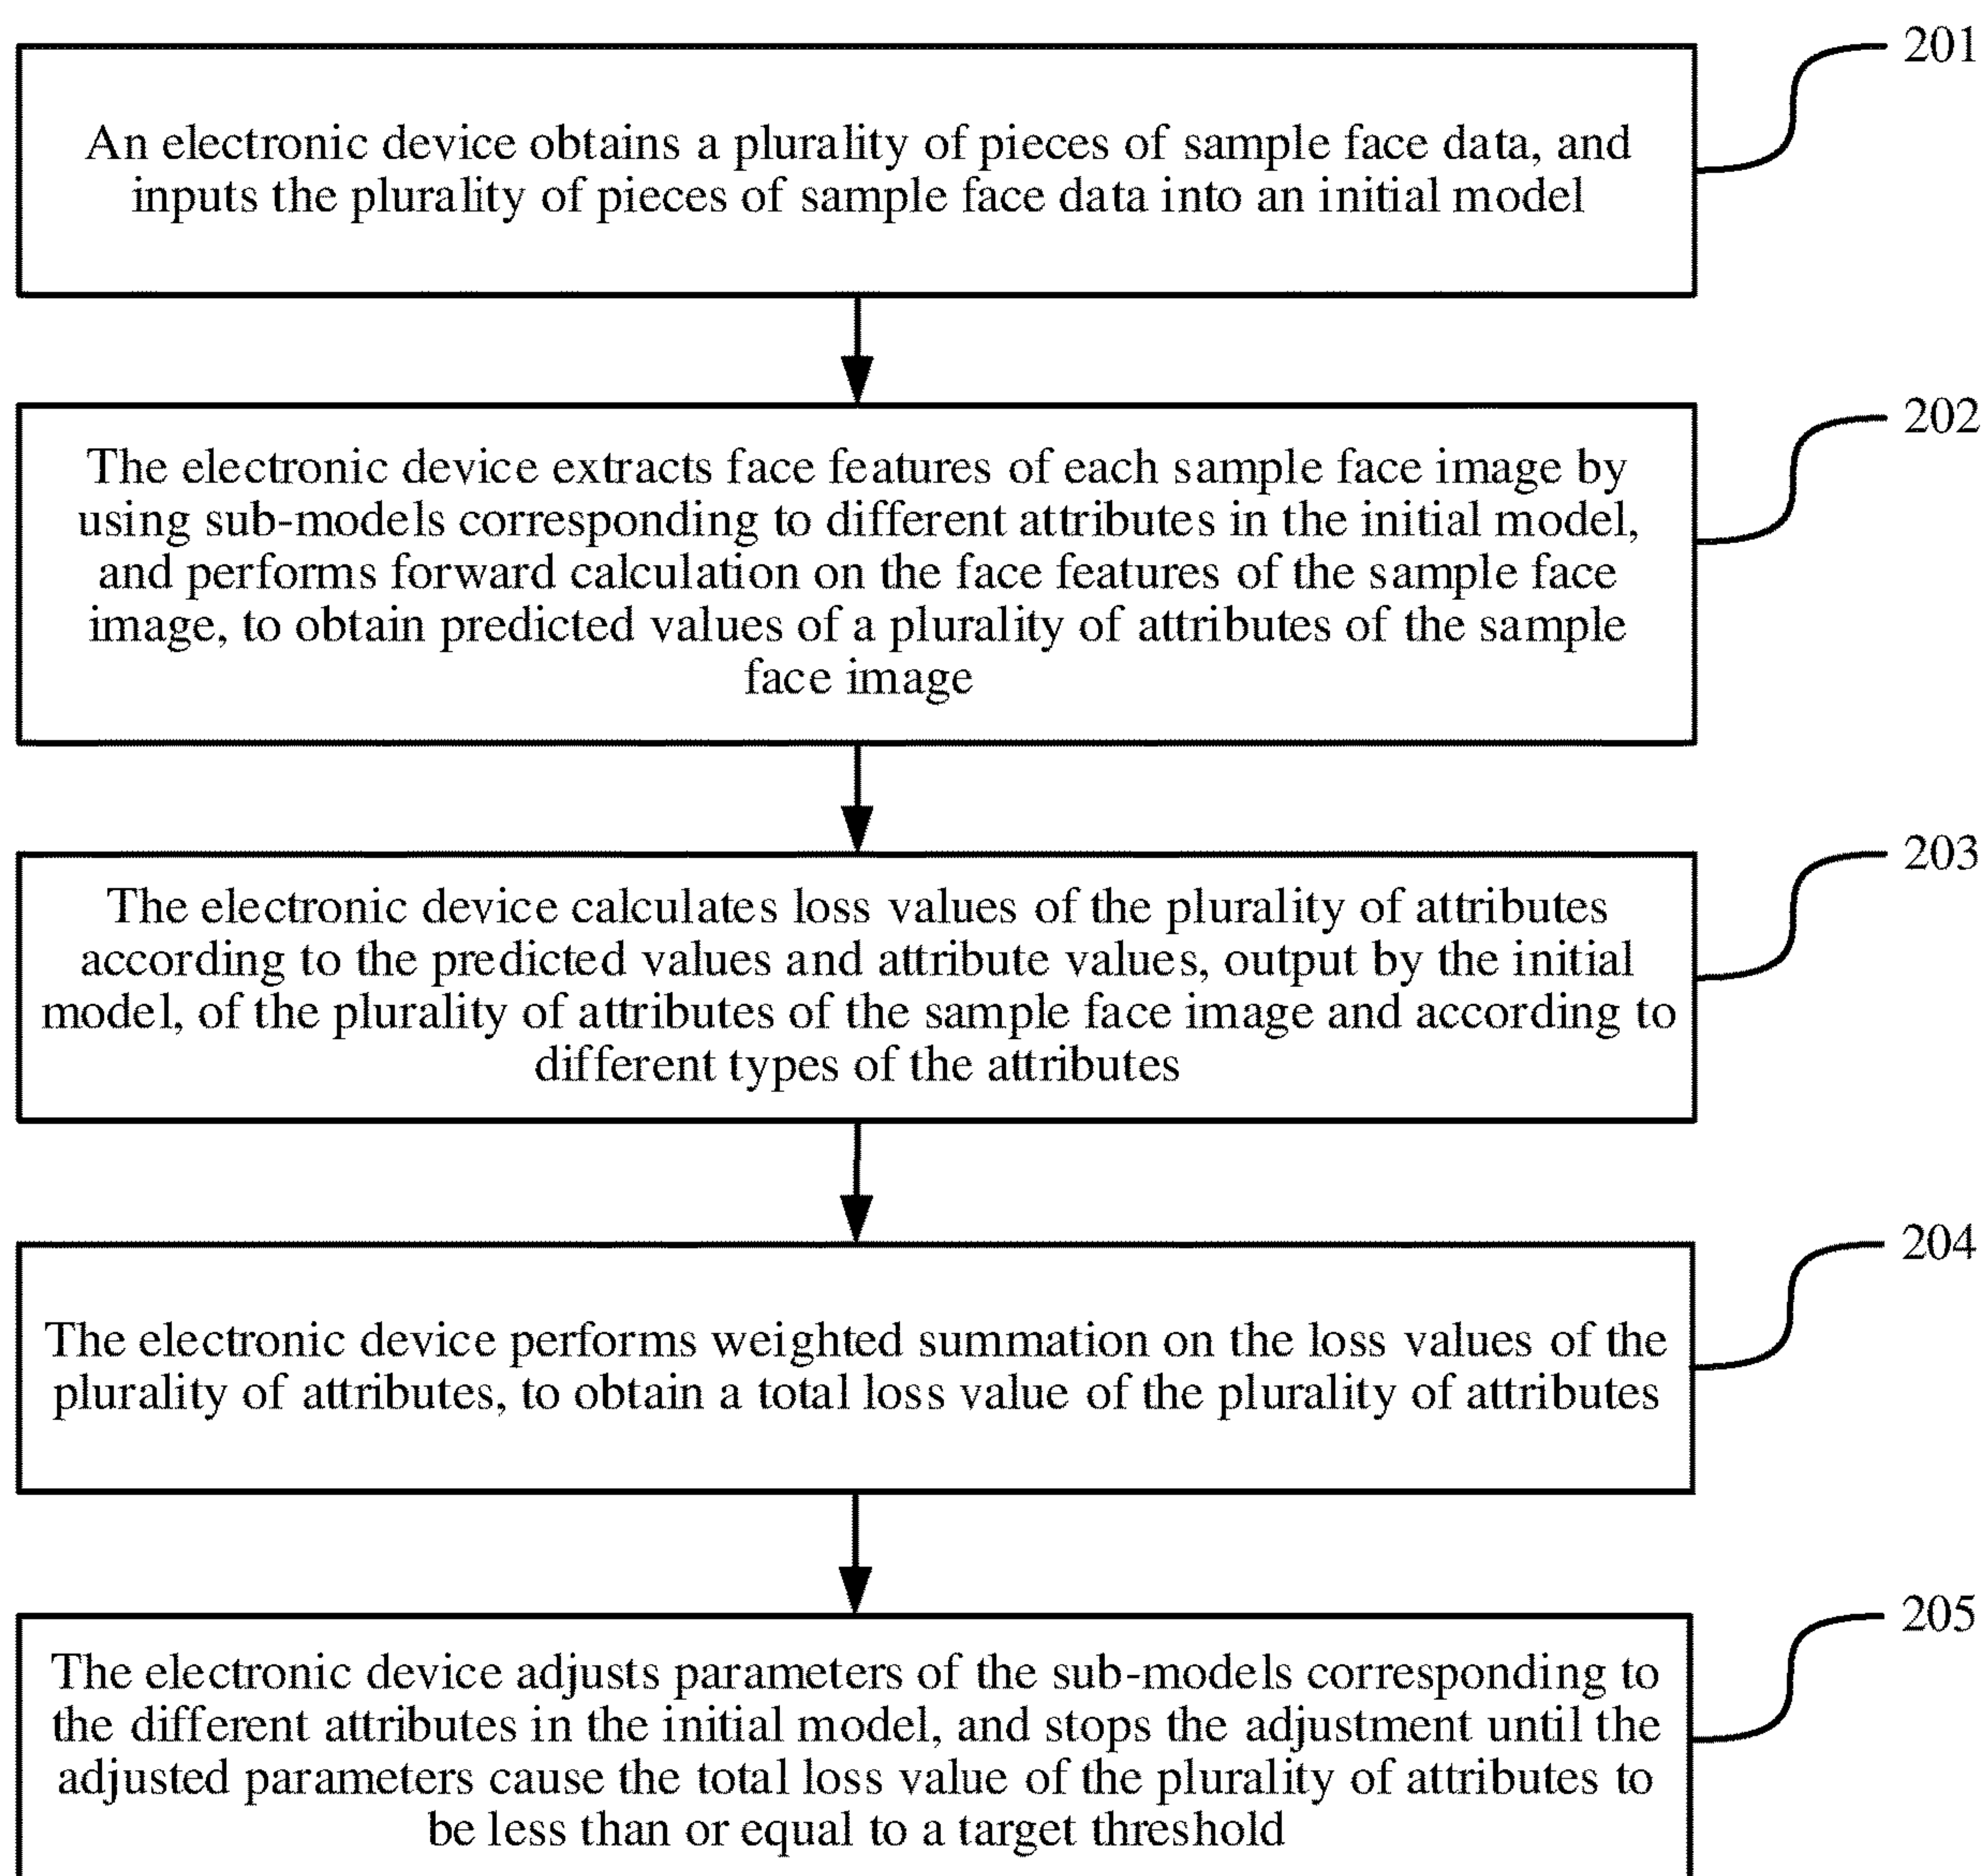 201
An electronic device obtains a plurality of pieces of sample face data, and
inputs the plurality of pieces of sample face data into an initial model
202
The electronic device extracts face features of each sample face image by
using sub-models corresponding to different attributes in the initial model,
and performs forward calculation on the face features of the sample face
image, to obtain predicted values of a plurality of attributes of the sample
face image
203
The electronic device calculates loss values of the plurality of attributes
according to the predicted values and attribute values, output by the initial
model, of the plurality of attributes of the sample face image and according to
different types of the attributes
204
The electronic device performs weighted summation on the loss values of the
plurality of attributes, to obtain a total loss value of the plurality of attributes
205
The electronic device adjusts parameters of the sub-models corresponding to
the different attributes in the initial model, and stops the adjustment until the
adjusted parameters cause the total loss value of the plurality of attributes to
be less than or equal to a target threshold